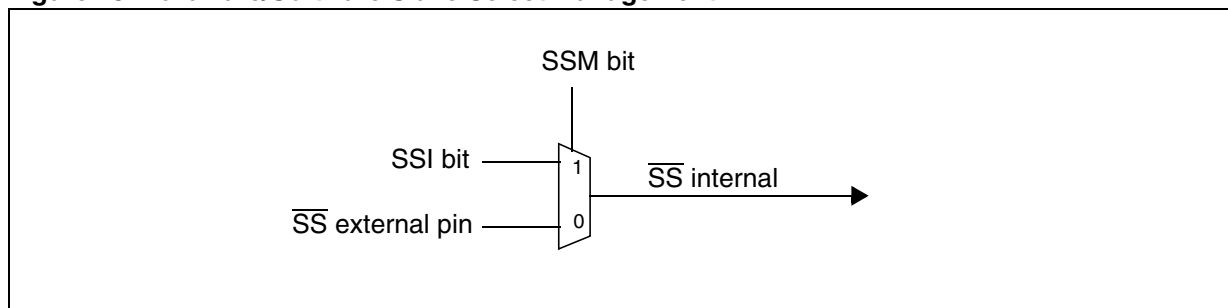 SSM bit
SSI bit
1
SS internal
SS external pin
0